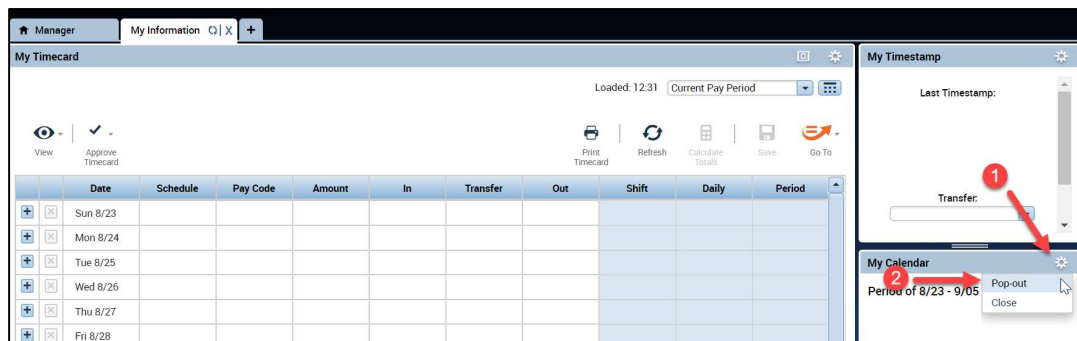 Manager
My Information X
+
My Timecard
Loaded: 12:31 Current Pay Period
View
Approve
Timecard
Print
Timecard
Refresh
Calculate
Totals
Save
Go To
Date Schedule Pay Code Amount In Transfer Out Shift Daily Period
Sun 8/23
Mon 8/24
Tue 8/25
Wed 8/26
Thu 8/27
Fri 8/28
My Timestamp
Last Timestamp:
Transfer:
1
My Calendar
2
Period of 8/23 - 9/05
Pop-out
Close